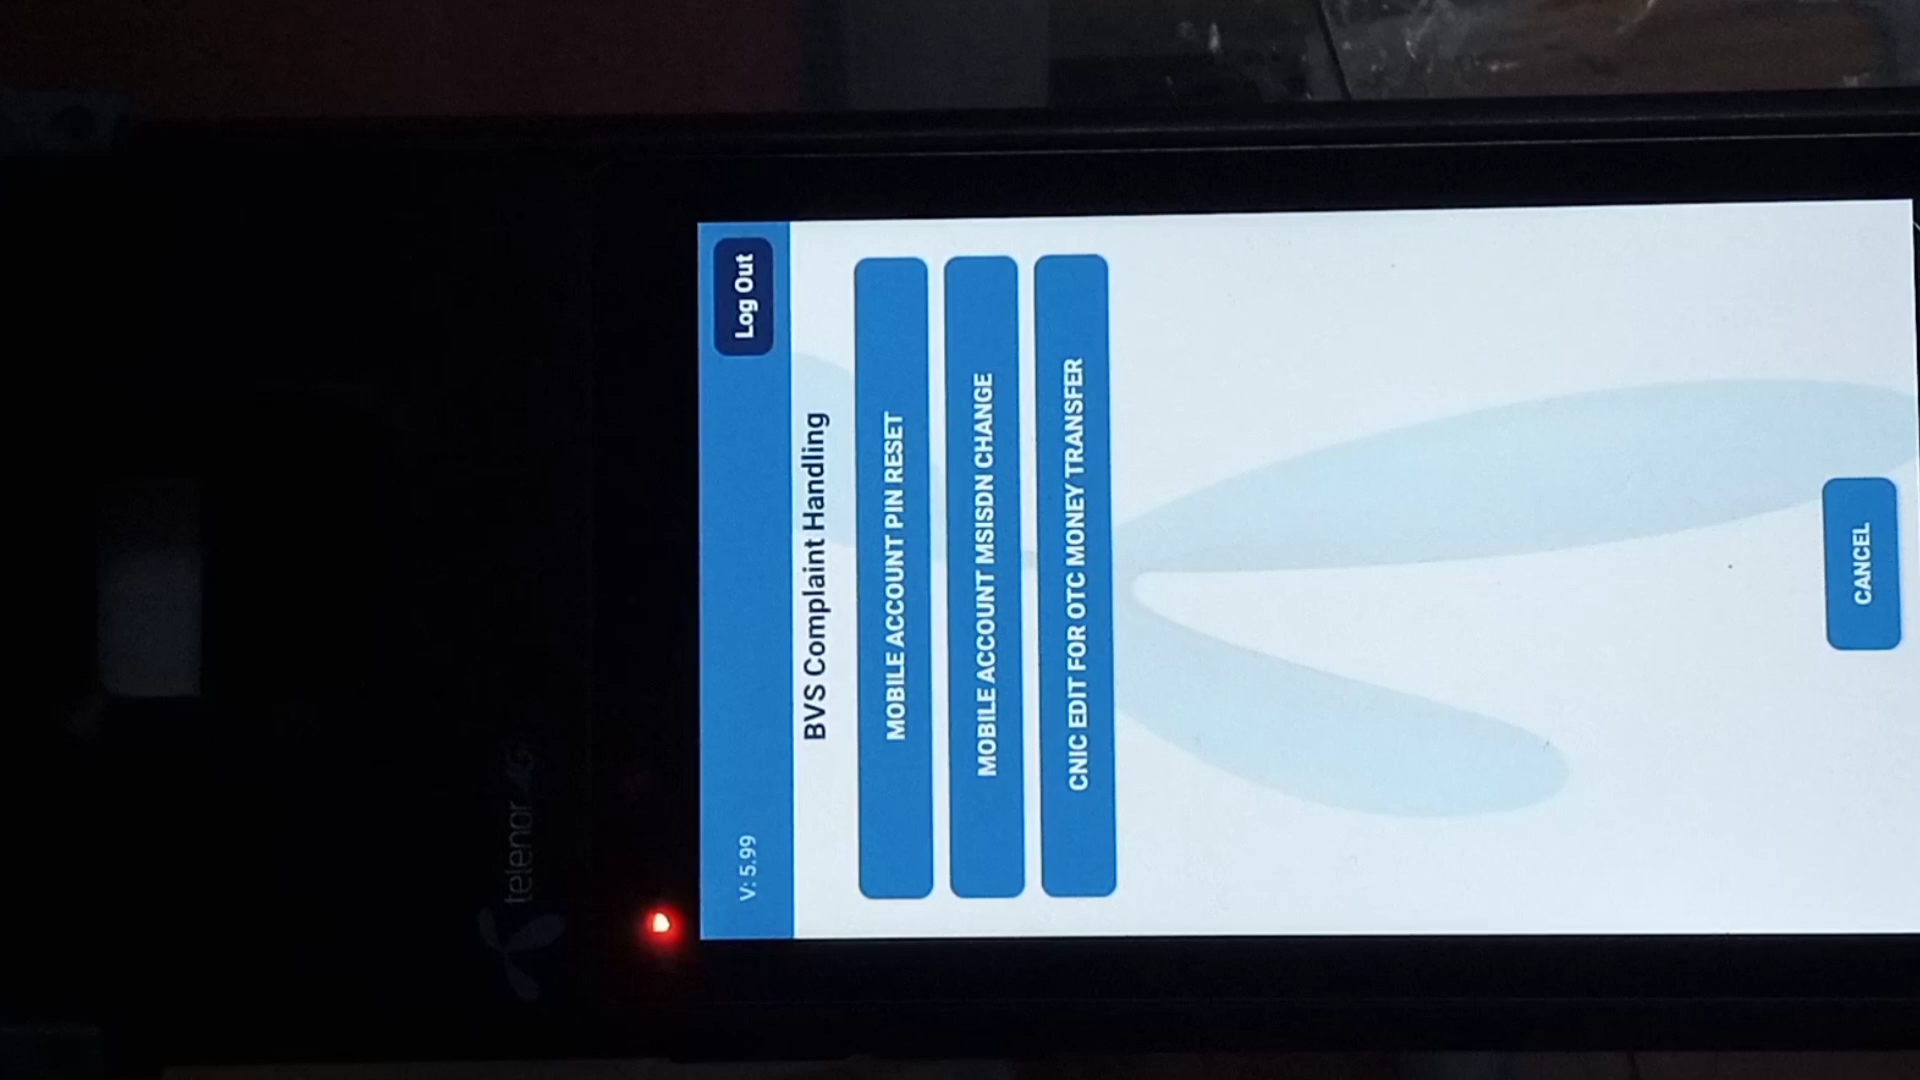 telenor 4G
V: 5.99
Log Out
BVS Complaint Handling
MOBILE ACCOUNT PIN RESET
MOBILE ACCOUNT MSISDN CHANGE
CNIC EDIT FOR OTC MONEY TRANSFER
CANCEL